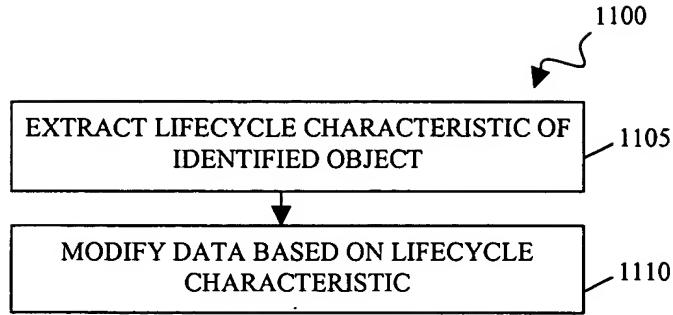 1100
EXTRACT LIFECYCLE CHARACTERISTIC OF
IDENTIFIED OBJECT
1105
MODIFY DATA BASED ON LIFECYCLE
CHARACTERISTIC
1110